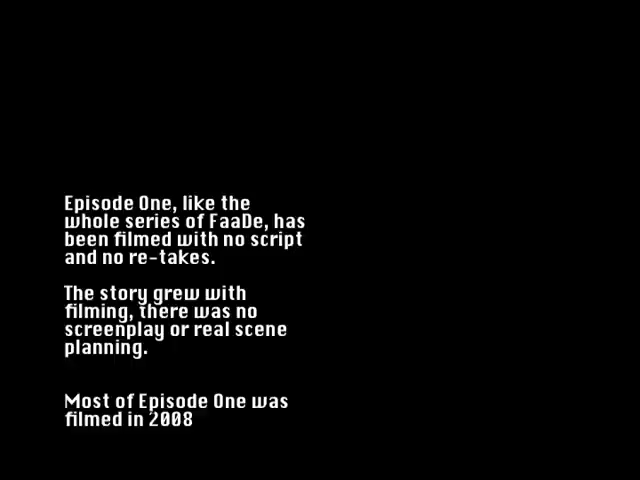 Episode One, like the
whole series of FaaDe, has
been filmed with no script
and no re-takes.
The story grew with
filming, there was no
screenplay or real scene
planning.
Most of Episode One was
filmed in 2008